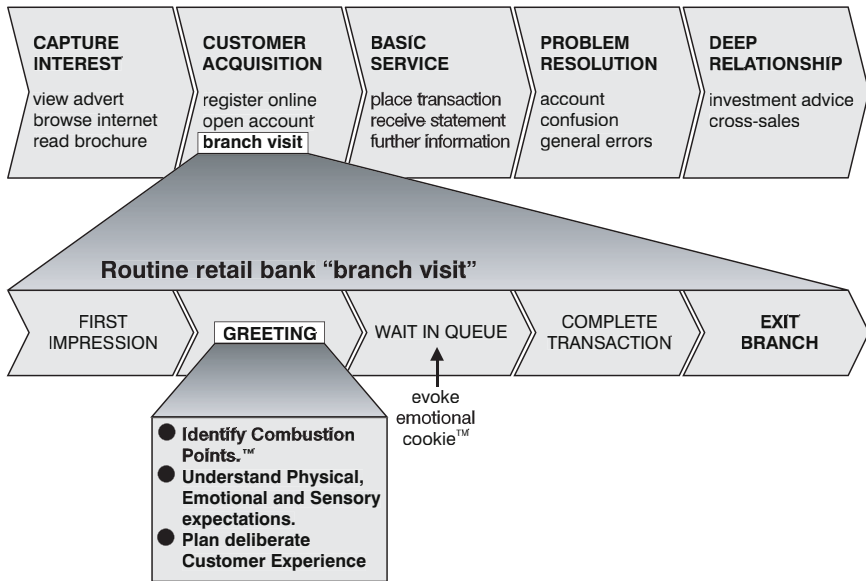 CAPTURE
INTEREST
view advert
browse internet
read brochure
CUSTOMER
ACQUISITION
register online
open account
branch visit
BASIC
SERVICE
place transaction
receive statement
further information
PROBLEM
RESOLUTION
account
confusion
general errors
DEEP
RELATIONSHIP
investment advice
cross-sales
Routine retail bank “branch visit”
FIRST
IMPRESSION
GREETING
WAIT IN QUEUE
COMPLETE
TRANSACTION
EXIT
BRANCH
evoke
emotional
cookie™
● Identify Combustion
Points.™
● Understand Physical,
Emotional and Sensory
expectations.
● Plan deliberate
Customer Experience